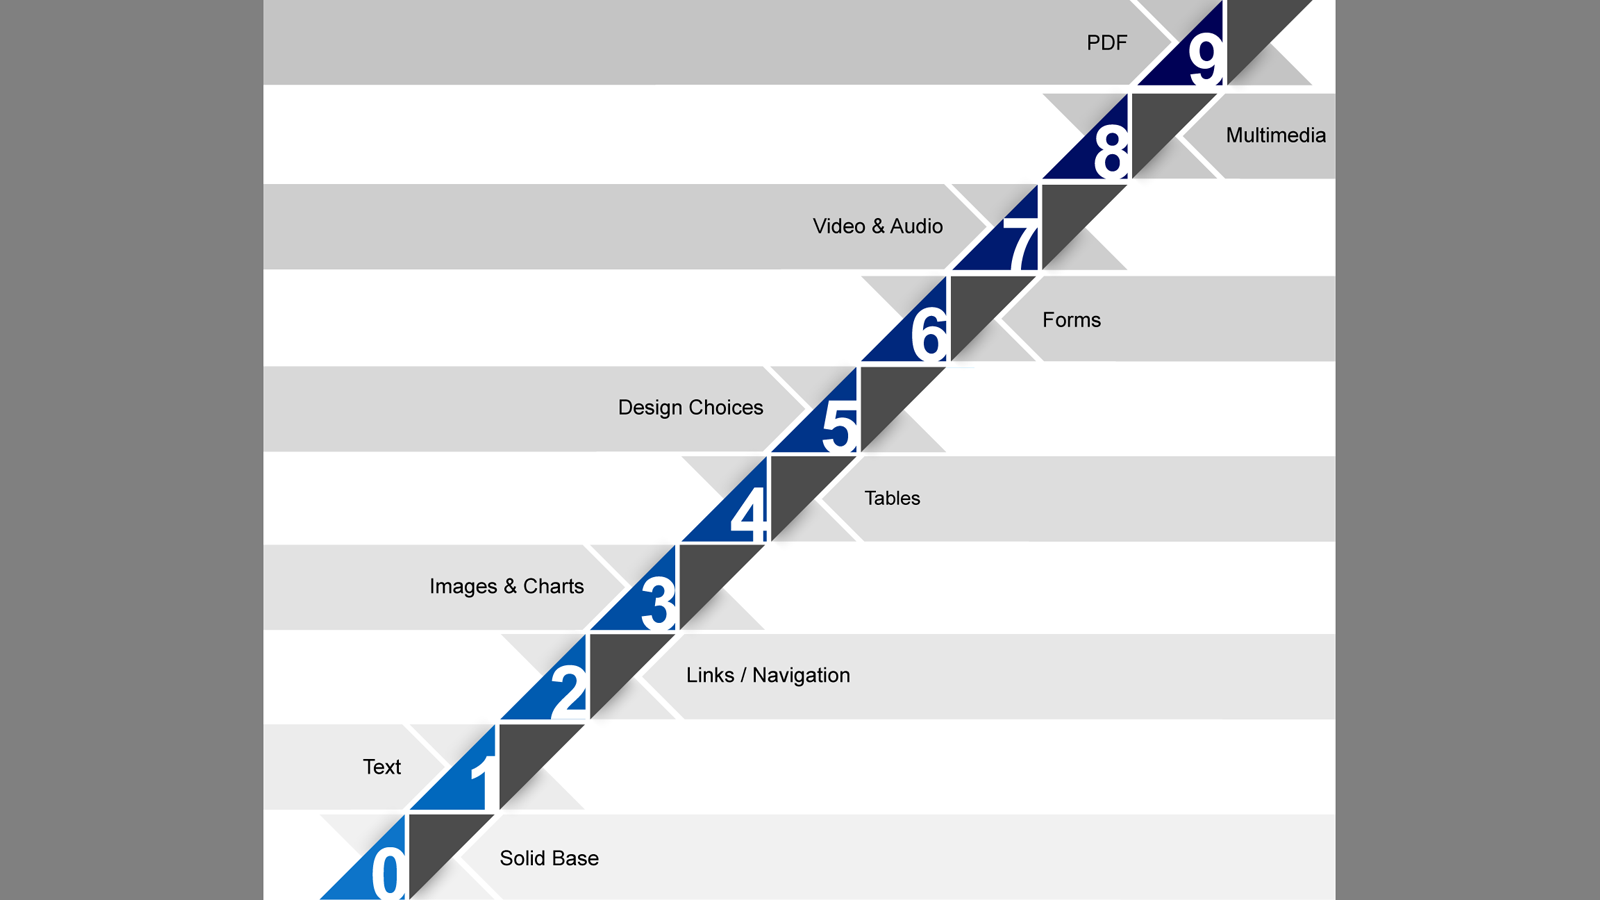 PDF 9
8 Multimedia
Video & Audio 7
6 Forms
Design Choices 5
4 Tables
Images & Charts 3
2 Links / Navigation
Text 1
0 Solid Base